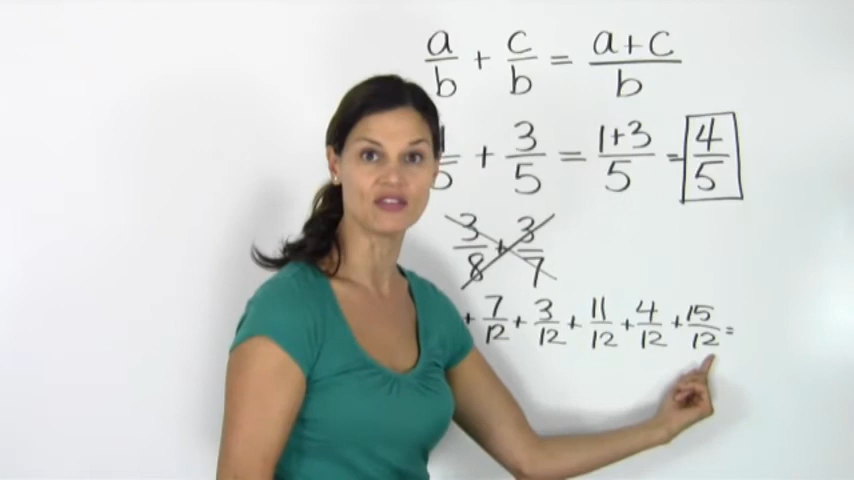 a/b + c/b = a+c/b
/5 + 3/5 = 1+3/5 = 4/5
3/8 + 3/7
+ 7/12 + 3/12 + 11/12 + 4/12 + 15/12 =